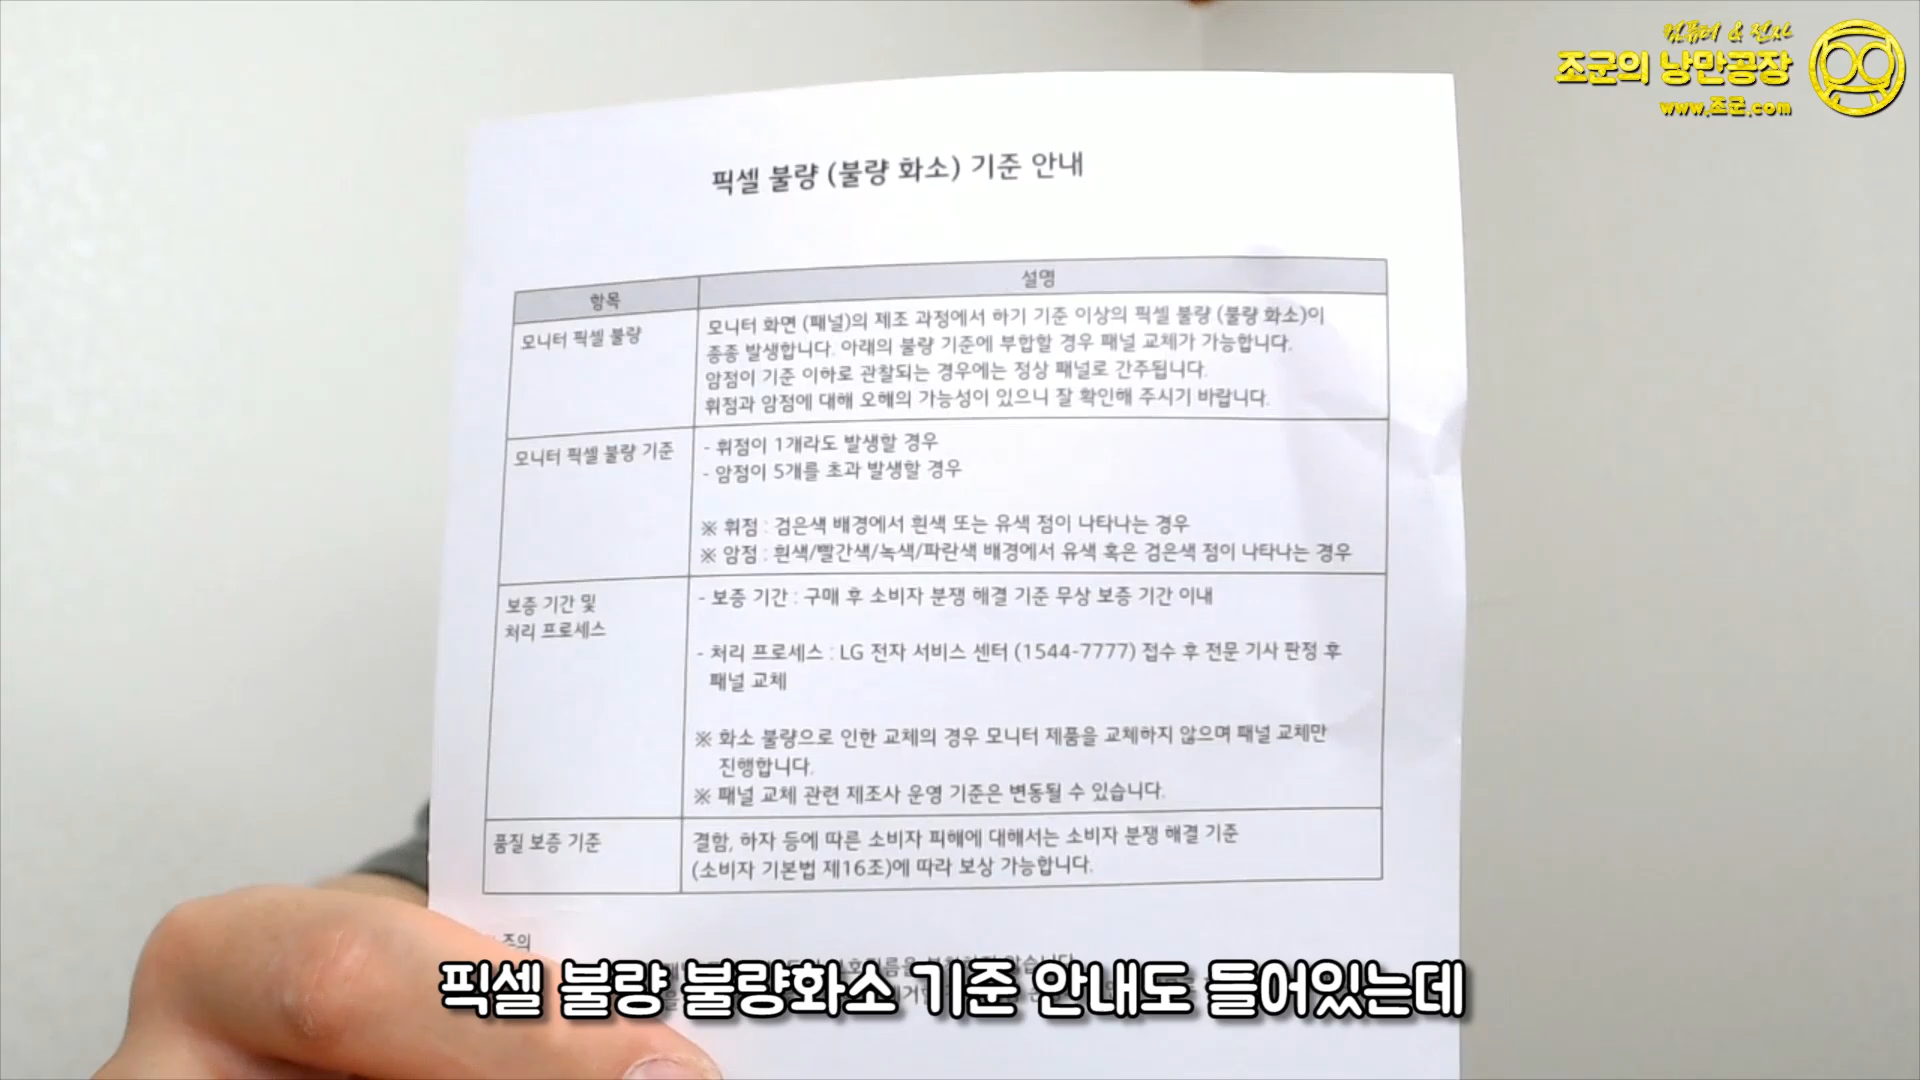 컴퓨터 & 전자
조군의 낭만공장
www.조군.com
픽셀 불량 (불량 화소) 기준 안내
항목
설명
모니터 픽셀 불량
모니터 화면 (패널)의 제조 과정에서 하기 기준 이상의 픽셀 불량 (불량 화소)이
종종 발생합니다. 아래의 불량 기준에 부합할 경우 패널 교체가 가능합니다.
암점이 기준 이하로 관찰되는 경우에는 정상 패널로 간주됩니다.
휘점과 암점에 대해 오해의 가능성이 있으니 잘 확인해 주시기 바랍니다.
모니터 픽셀 불량 기준
- 휘점이 1개라도 발생할 경우
- 암점이 5개를 초과 발생할 경우
※ 휘점 : 검은색 배경에서 흰색 또는 유색 점이 나타나는 경우
※ 암점 : 흰색/빨간색/녹색/파란색 배경에서 유색 혹은 검은색 점이 나타나는 경우
보증 기간 및
처리 프로세스
- 보증 기간 : 구매 후 소비자 분쟁 해결 기준 무상 보증 기간 이내
- 처리 프로세스 : LG 전자 서비스 센터 (1544-7777) 접수 후 전문 기사 판정 후
패널 교체
※ 화소 불량으로 인한 교체의 경우 모니터 제품을 교체하지 않으며 패널 교체만
진행합니다.
※ 패널 교체 관련 제조사 운영 기준은 변동될 수 있습니다.
품질 보증 기준
결함, 하자 등에 따른 소비자 피해에 대해서는 소비자 분쟁 해결 기준
(소비자 기본법 제16조)에 따라 보상 가능합니다.
주의
픽셀 불량 불량화소 기준 안내도 들어있는데